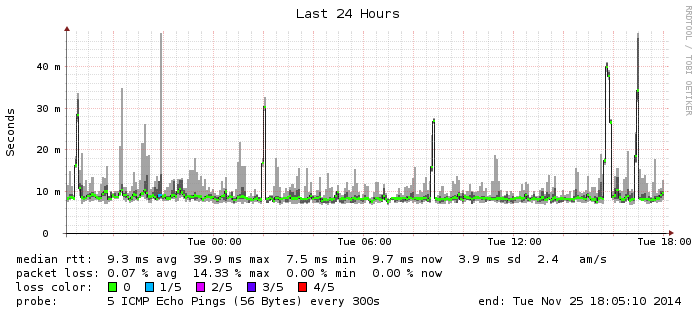 Last 24 Hours
RRDTOOL / TOBI OETIKER
Seconds
40 m
30 m
20 m
10 m
0
Tue 00:00 Tue 06:00 Tue 12:00 Tue 18:00
median rtt: 9.3 ms avg 39.9 ms max 7.5 ms min 9.7 ms now 3.9 ms sd 2.4 am/s
packet loss: 0.07 % avg 14.33 % max 0.00 % min 0.00 % now
loss color: 0 1/5 2/5 3/5 4/5
probe: 5 ICMP Echo Pings (56 Bytes) every 300s end: Tue Nov 25 18:05:10 2014